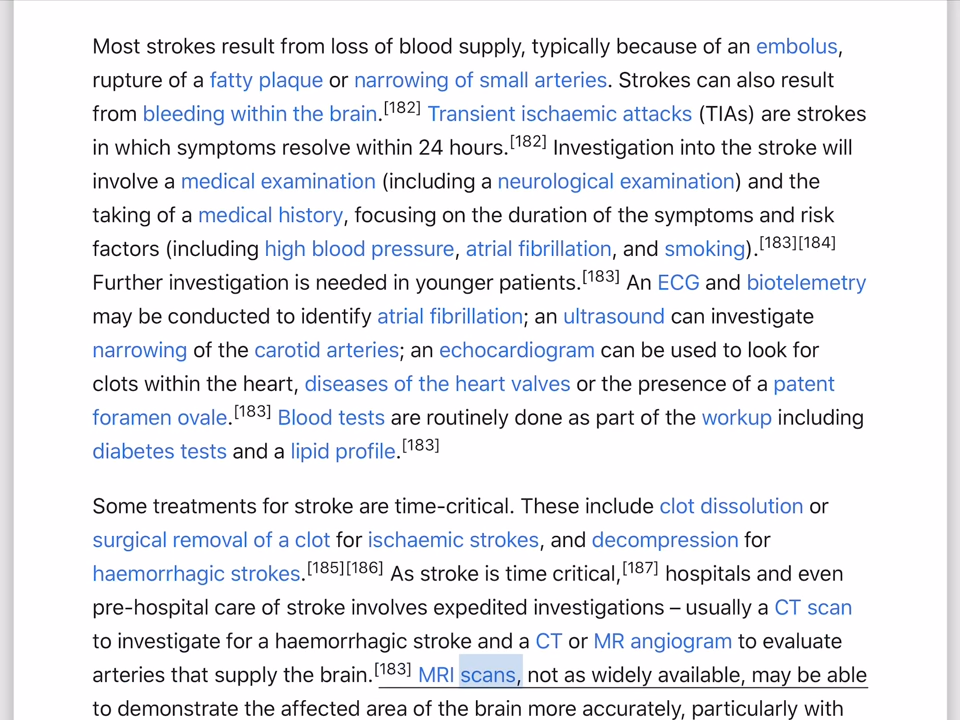 Most strokes result from loss of blood supply, typically because of an embolus,
rupture of a fatty plaque or narrowing of small arteries. Strokes can also result
from bleeding within the brain.[182] Transient ischaemic attacks (TIAs) are strokes
in which symptoms resolve within 24 hours.[182] Investigation into the stroke will
involve a medical examination (including a neurological examination) and the
taking of a medical history, focusing on the duration of the symptoms and risk
factors (including high blood pressure, atrial fibrillation, and smoking).[183][184]
Further investigation is needed in younger patients.[183] An ECG and biotelemetry
may be conducted to identify atrial fibrillation; an ultrasound can investigate
narrowing of the carotid arteries; an echocardiogram can be used to look for
clots within the heart, diseases of the heart valves or the presence of a patent
foramen ovale.[183] Blood tests are routinely done as part of the workup including
diabetes tests and a lipid profile.[183]
Some treatments for stroke are time-critical. These include clot dissolution or
surgical removal of a clot for ischaemic strokes, and decompression for
haemorrhagic strokes.[185][186] As stroke is time critical,[187] hospitals and even
pre-hospital care of stroke involves expedited investigations – usually a CT scan
to investigate for a haemorrhagic stroke and a CT or MR angiogram to evaluate
arteries that supply the brain.[183] MRI scans, not as widely available, may be able
to demonstrate the affected area of the brain more accurately, particularly with